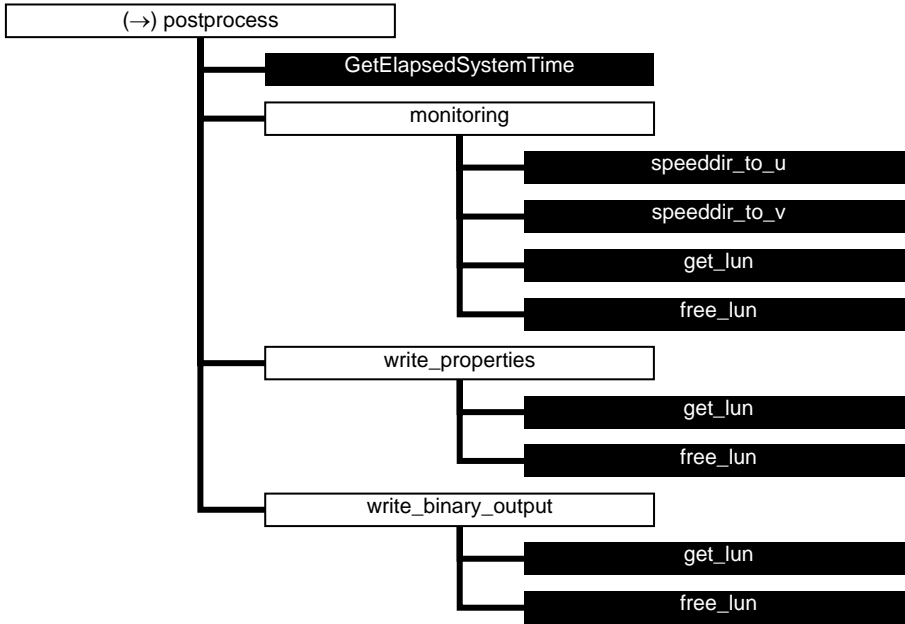 (→) postprocess
GetElapsedSystemTime
monitoring
speeddir_to_u
speeddir_to_v
get_lun
free_lun
write_properties
get_lun
free_lun
write_binary_output
get_lun
free_lun